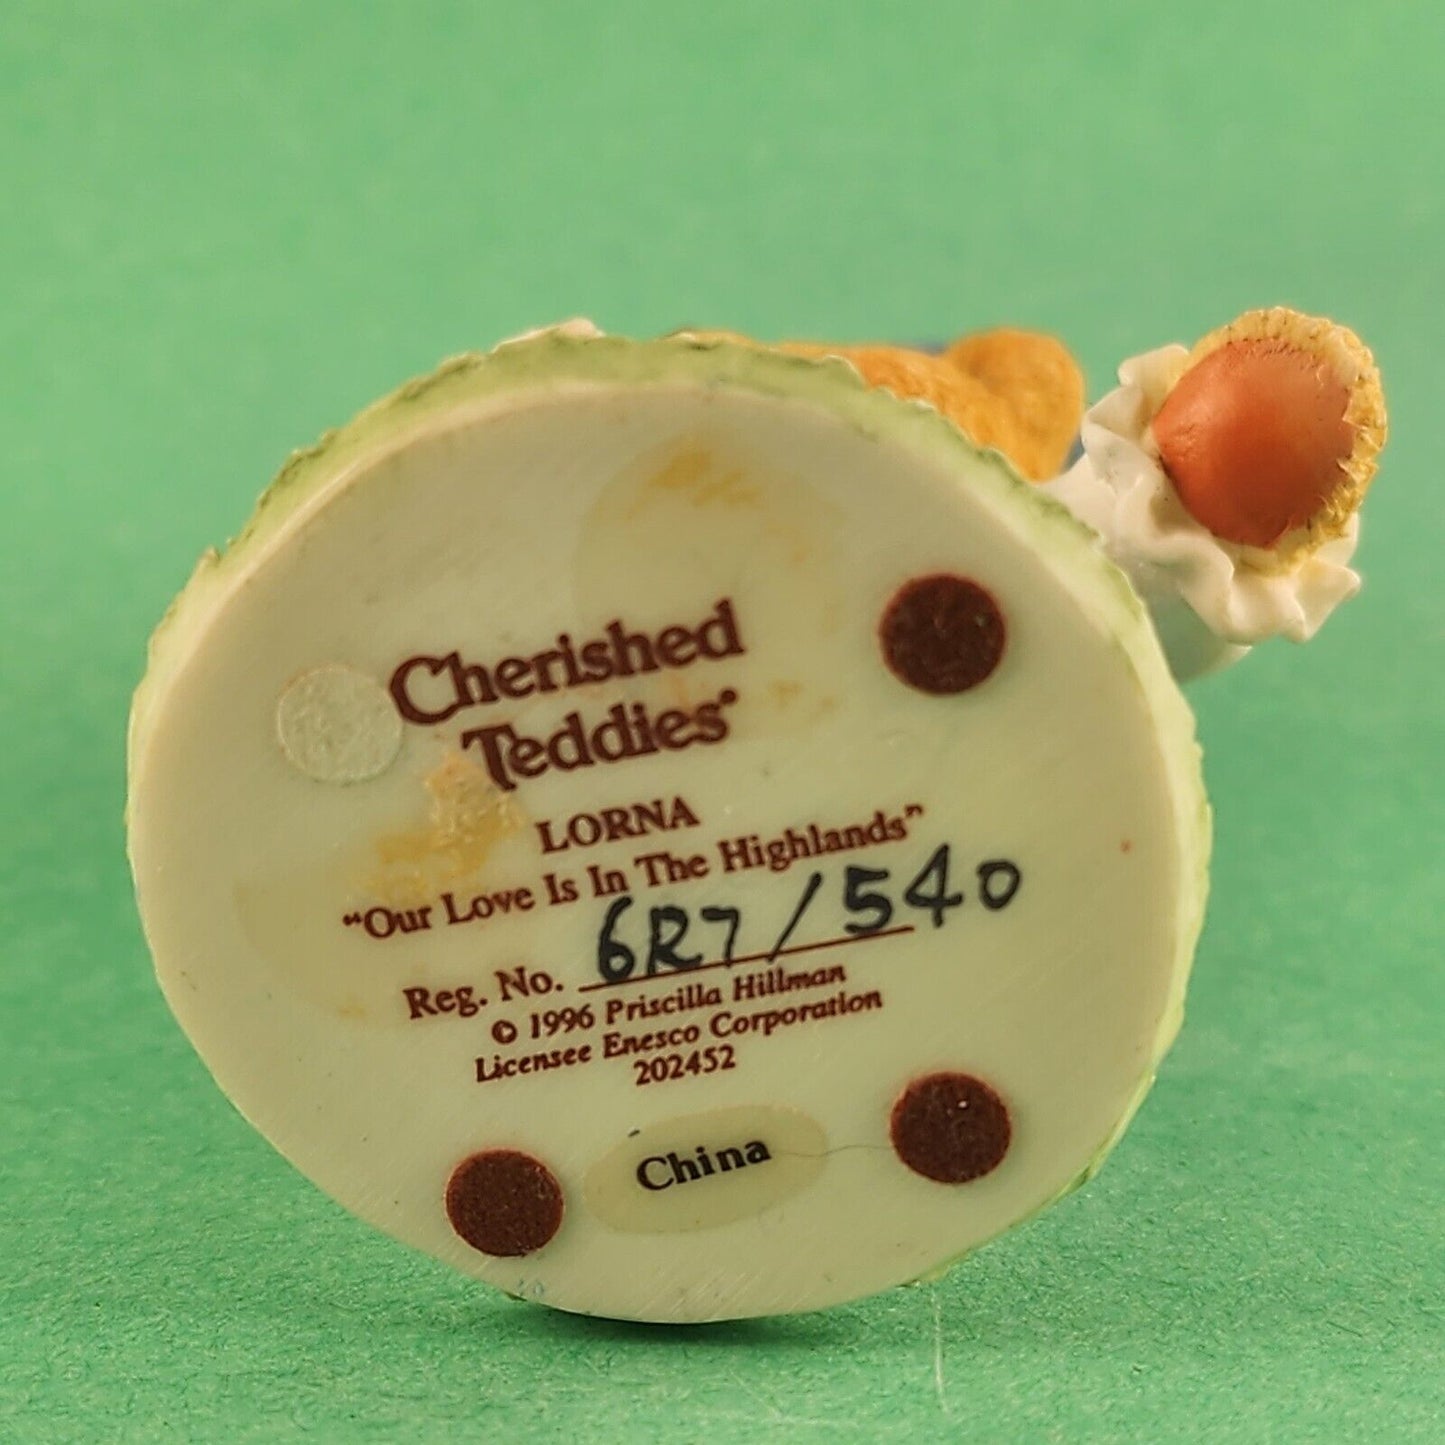 Cherished
Teddies®
LORNA
"Our Love Is In The Highlands"
Reg. No. 6R7/540
© 1996 Priscilla Hillman
Licensee Enesco Corporation
202452
China